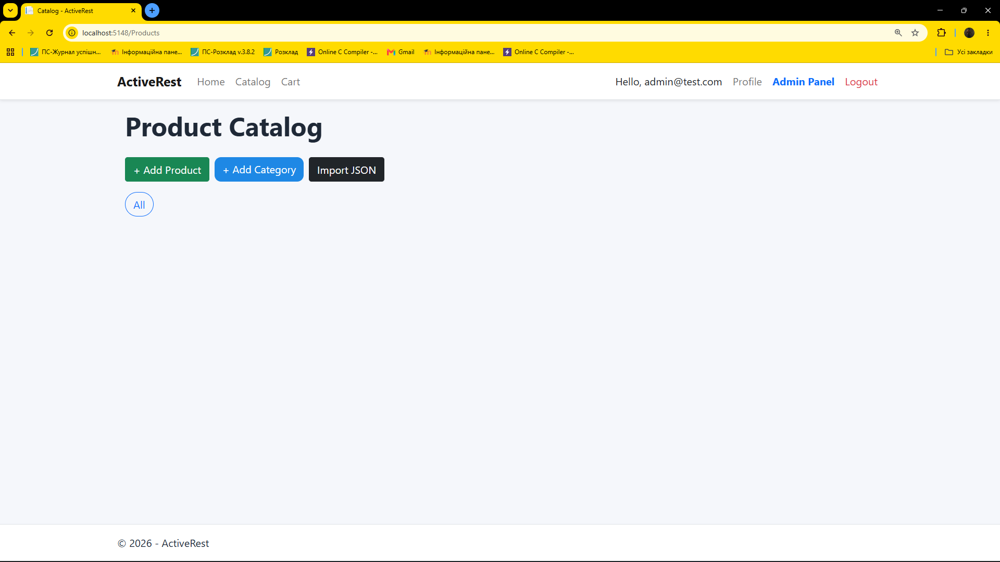 Catalog - ActiveRest
localhost:5148/Products
ПС-Журнал успішн... Інформаційна пане... ПС-Розклад v.3.8.2 Розклад Online C Compiler -... Gmail Інформаційна пане... Online C Compiler -... Усі закладки
ActiveRest Home Catalog Cart Hello, admin@test.com Profile Admin Panel Logout
Product Catalog
+ Add Product + Add Category Import JSON
All
© 2026 - ActiveRest